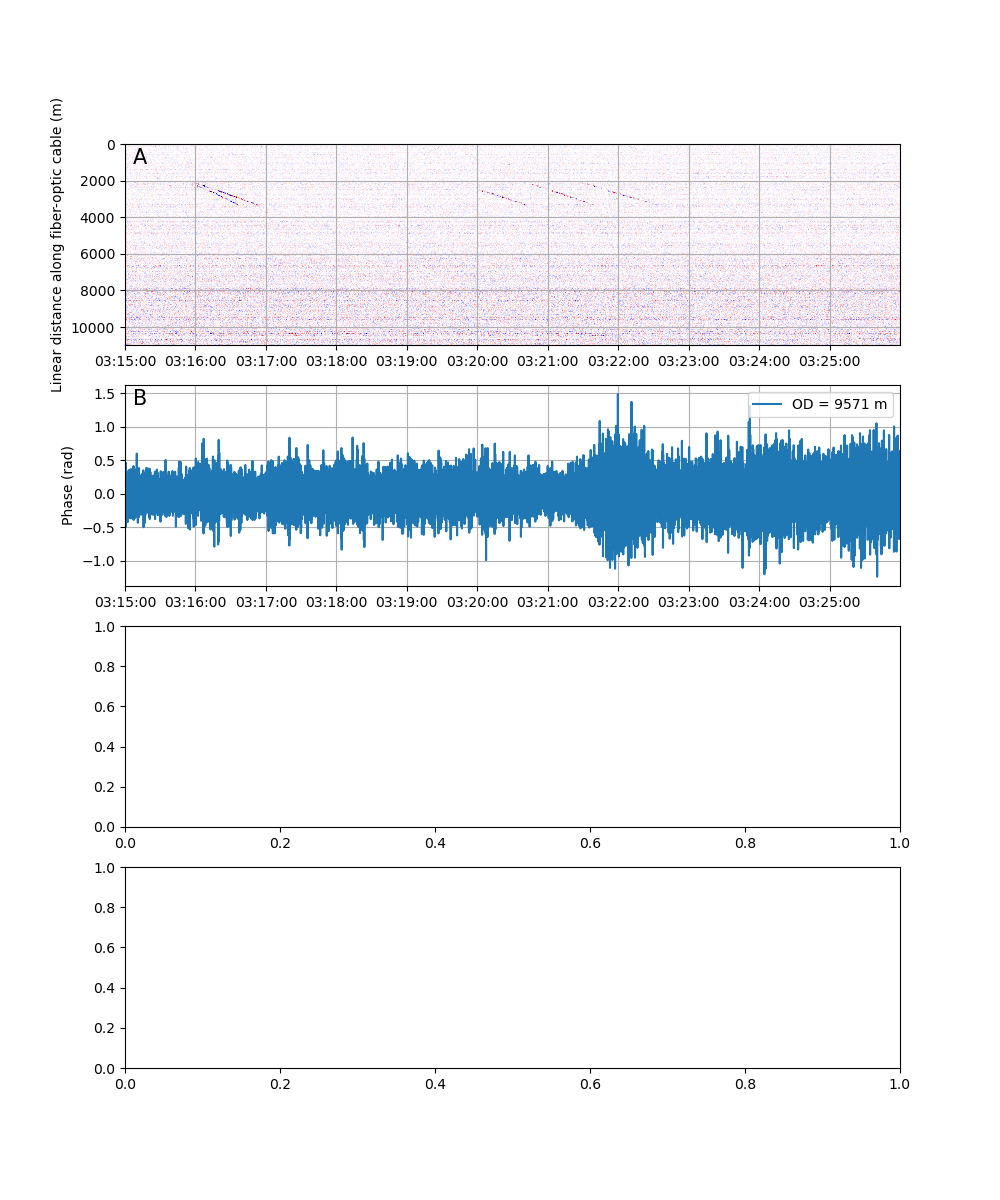 Linear distance along fiber-optic cable (m)
A
0
2000
4000
6000
8000
10000
03:15:00 03:16:00 03:17:00 03:18:00 03:19:00 03:20:00 03:21:00 03:22:00 03:23:00 03:24:00 03:25:00
Phase (rad)
B
OD = 9571 m
1.5
1.0
0.5
0.0
−0.5
−1.0
03:15:00 03:16:00 03:17:00 03:18:00 03:19:00 03:20:00 03:21:00 03:22:00 03:23:00 03:24:00 03:25:00
1.0
0.8
0.6
0.4
0.2
0.0
0.0 0.2 0.4 0.6 0.8 1.0
1.0
0.8
0.6
0.4
0.2
0.0
0.0 0.2 0.4 0.6 0.8 1.0